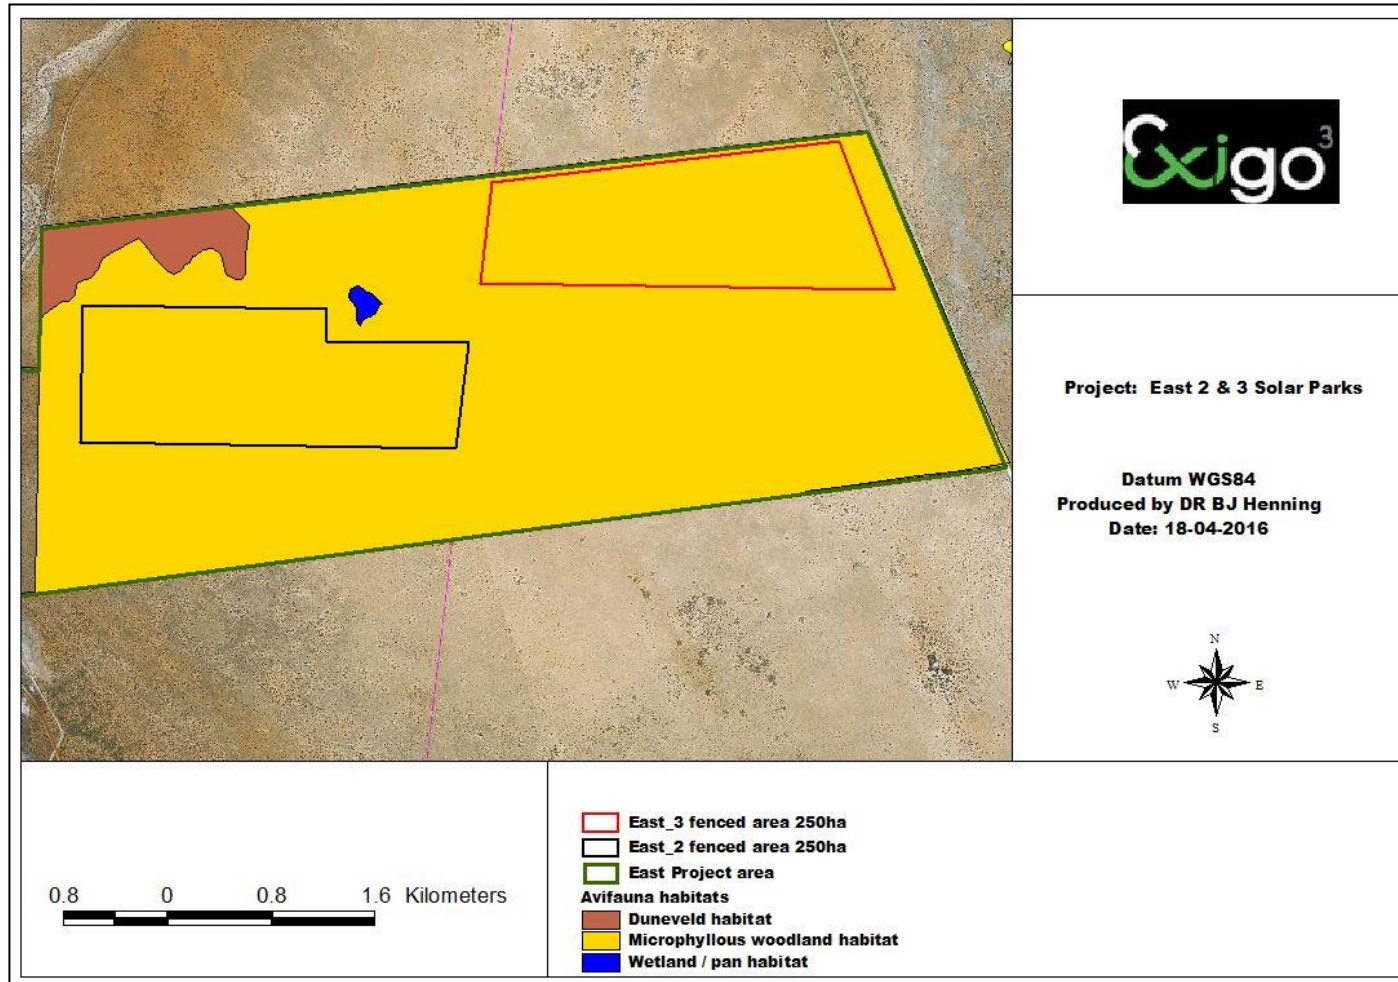 Exigo3
Project: East 2 & 3 Solar Parks
Datum WGS84
Produced by DR BJ Henning
Date: 18-04-2016
N
W E
S
0.8 0 0.8 1.6 Kilometers
East_3 fenced area 250ha
East_2 fenced area 250ha
East Project area
Avifauna habitats
Duneveld habitat
Microphyllous woodland habitat
Wetland / pan habitat